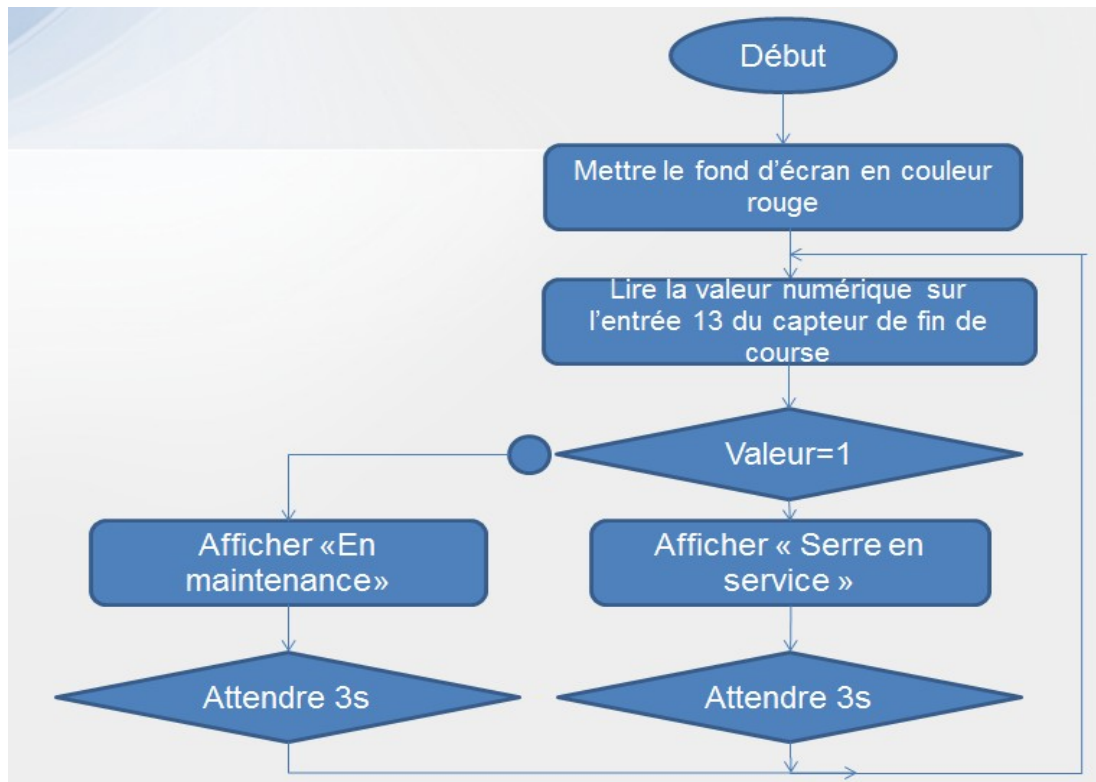 Début
Mettre le fond d’écran en couleur
rouge
Lire la valeur numérique sur
l’entrée 13 du capteur de fin de
course
Valeur=1
Afficher «En
maintenance»
Afficher « Serre en
service »
Attendre 3s
Attendre 3s